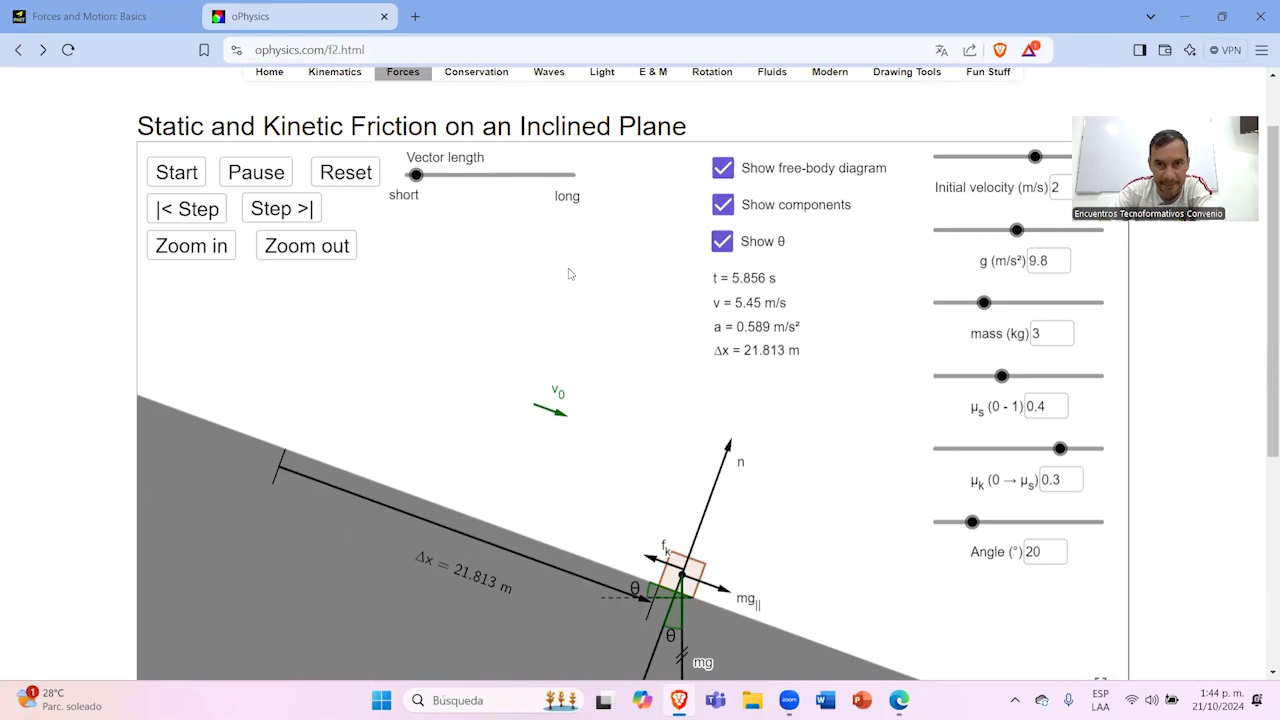 Forces and Motion: Basics
oPhysics
ophysics.com/f2.html
VPN
Home Kinematics Forces Conservation Waves Light E & M Rotation Fluids Modern Drawing Tools Fun Stuff
Static and Kinetic Friction on an Inclined Plane
Start Pause Reset
|< Step Step >|
Zoom in Zoom out
Vector length
short long
Show free-body diagram
Show components
Show θ
t = 5.856 s
v = 5.45 m/s
a = 0.589 m/s²
Δx = 21.813 m
Initial velocity (m/s) 2
g (m/s²) 9.8
mass (kg) 3
μs (0 - 1) 0.4
μk (0 → μs) 0.3
Angle (°) 20
Encuentros Tecnoformativos Convenio
v0
n
fk
mg||
θ
θ
mg
Δx = 21.813 m
1
28°C
Parc. soleado
Búsqueda
ESP
LAA
1:44 p. m.
21/10/2024